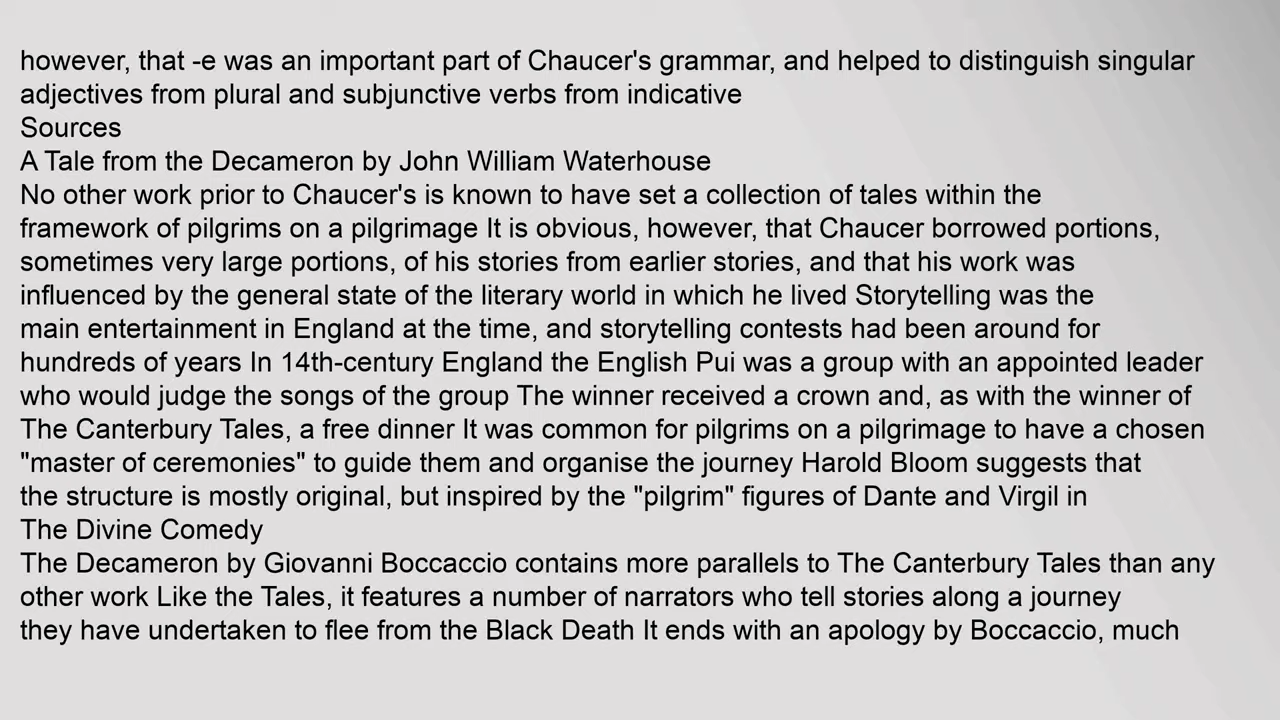 however, that -e was an important part of Chaucer's grammar, and helped to distinguish singular
adjectives from plural and subjunctive verbs from indicative
Sources
A Tale from the Decameron by John William Waterhouse
No other work prior to Chaucer's is known to have set a collection of tales within the
framework of pilgrims on a pilgrimage It is obvious, however, that Chaucer borrowed portions,
sometimes very large portions, of his stories from earlier stories, and that his work was
influenced by the general state of the literary world in which he lived Storytelling was the
main entertainment in England at the time, and storytelling contests had been around for
hundreds of years In 14th-century England the English Pui was a group with an appointed leader
who would judge the songs of the group The winner received a crown and, as with the winner of
The Canterbury Tales, a free dinner It was common for pilgrims on a pilgrimage to have a chosen
"master of ceremonies" to guide them and organise the journey Harold Bloom suggests that
the structure is mostly original, but inspired by the "pilgrim" figures of Dante and Virgil in
The Divine Comedy
The Decameron by Giovanni Boccaccio contains more parallels to The Canterbury Tales than any
other work Like the Tales, it features a number of narrators who tell stories along a journey
they have undertaken to flee from the Black Death It ends with an apology by Boccaccio, much